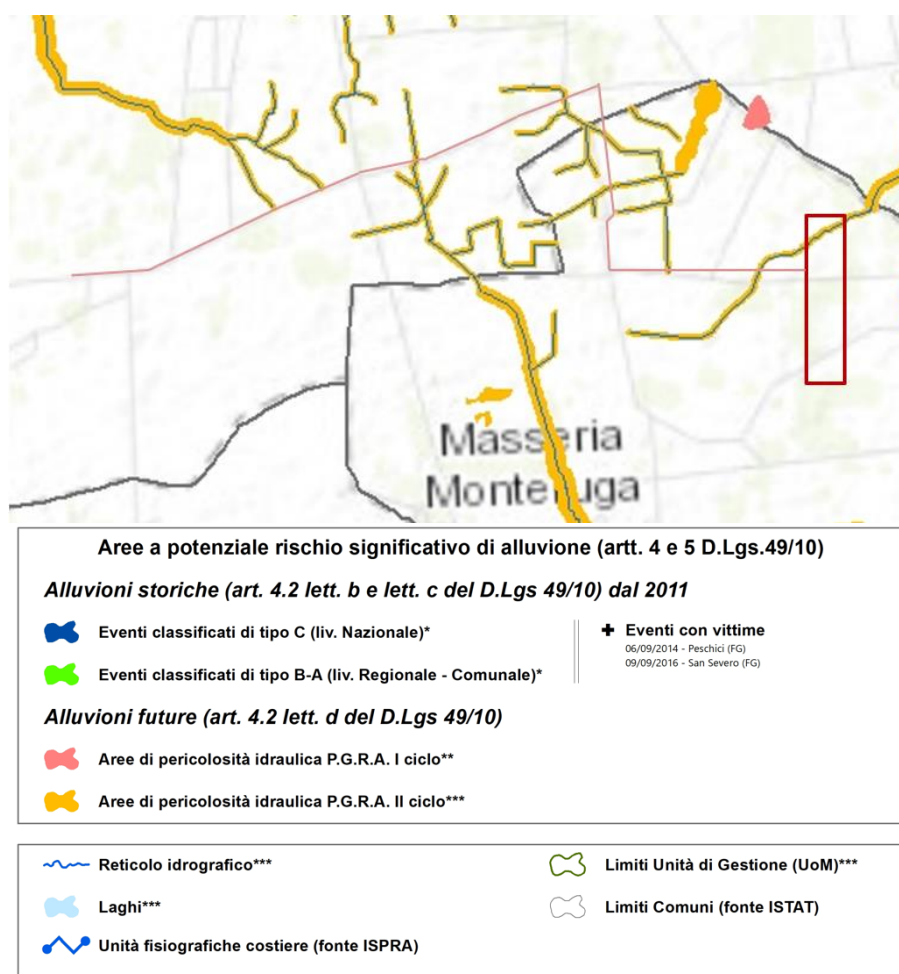 Masseria
Montefuga
Aree a potenziale rischio significativo di alluvione (artt. 4 e 5 D.Lgs.49/10)
Alluvioni storiche (art. 4.2 lett. b e lett. c del D.Lgs 49/10) dal 2011
Eventi classificati di tipo C (liv. Nazionale)*
Eventi classificati di tipo B-A (liv. Regionale - Comunale)*
Eventi con vittime
06/09/2014 - Peschici (FG)
09/09/2016 - San Severo (FG)
Alluvioni future (art. 4.2 lett. d del D.Lgs 49/10)
Aree di pericolosità idraulica P.G.R.A. I ciclo**
Aree di pericolosità idraulica P.G.R.A. II ciclo***
Reticolo idrografico***
Laghi***
Unità fisiografiche costiere (fonte ISPRA)
Limiti Unità di Gestione (UoM)***
Limiti Comuni (fonte ISTAT)